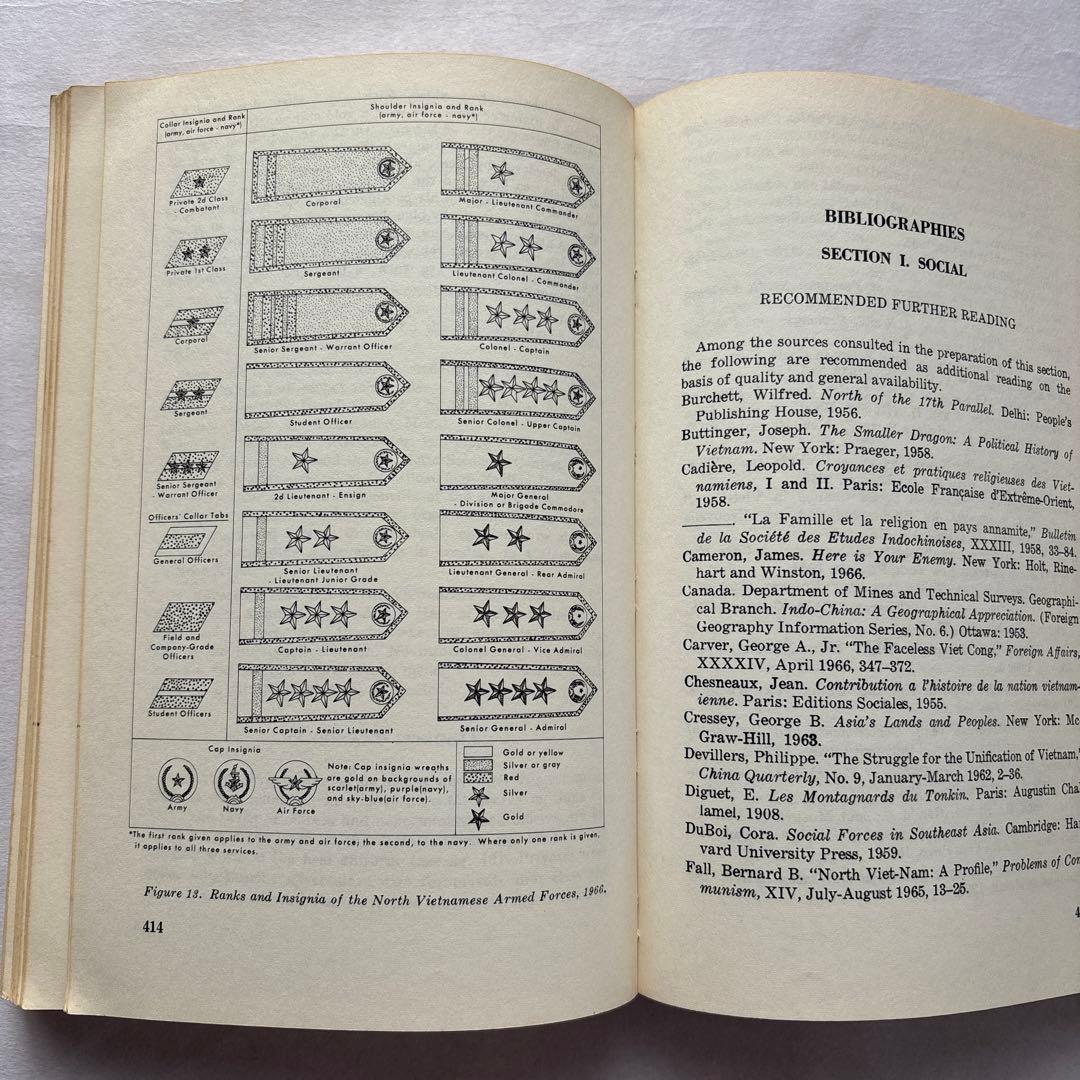 Collar Insignia and Rank
(army, air force - navy*)
Shoulder Insignia and Rank
(army, air force - navy*)
Private 2d Class
- Combatant
Private 1st Class
Corporal
Sergeant
Senior Sergeant
- Warrant Officer
Officers' Collar Tabs
General Officers
Field and
Company-Grade
Officers
Student Officers
Corporal
Sergeant
Senior Sergeant - Warrant Officer
Student Officer
2d Lieutenant - Ensign
Senior Lieutenant
- Lieutenant Junior Grade
Captain - Lieutenant
Senior Captain - Senior Lieutenant
Major - Lieutenant Commander
Lieutenant Colonel - Commander
Colonel - Captain
Senior Colonel - Upper Captain
Major General
- Division or Brigade Commodore
Lieutenant General - Rear Admiral
Colonel General - Vice Admiral
Senior General - Admiral
Cap Insignia
Army
Navy
Air Force
Note: Cap insignia wreaths
are gold on backgrounds of
scarlet(army), purple(navy),
and sky-blue(air force).
Gold or yellow
Silver or gray
Red
Silver
Gold
*The first rank given applies to the army and air force; the second, to the navy. Where only one rank is given,
it applies to all three services.
Figure 13. Ranks and Insignia of the North Vietnamese Armed Forces, 1966.
414
BIBLIOGRAPHIES
SECTION I. SOCIAL
RECOMMENDED FURTHER READING
Among the sources consulted in the preparation of this section,
the following are recommended as additional reading on the
basis of quality and general availability.
Burchett, Wilfred. North of the 17th Parallel. Delhi: People's
Publishing House, 1956.
Buttinger, Joseph. The Smaller Dragon: A Political History of
Vietnam. New York: Praeger, 1958.
Cadière, Leopold. Croyances et pratiques religieuses des Viet-
namiens, I and II. Paris: Ecole Française d'Extrême-Orient,
1958.
______. "La Famille et la religion en pays annamite," Bulletin
de la Société des Etudes Indochinoises, XXXIII, 1958, 33–84.
Cameron, James. Here is Your Enemy. New York: Holt, Rine-
hart and Winston, 1966.
Canada. Department of Mines and Technical Surveys. Geographi-
cal Branch. Indo-China: A Geographical Appreciation. (Foreign
Geography Information Series, No. 6.) Ottawa: 1953.
Carver, George A., Jr. "The Faceless Viet Cong," Foreign Affairs,
XXXXIV, April 1966, 347–372.
Chesneaux, Jean. Contribution a l'histoire de la nation vietnam-
ienne. Paris: Editions Sociales, 1955.
Cressey, George B. Asia's Lands and Peoples. New York: Mc
Graw-Hill, 1963.
Devillers, Philippe. "The Struggle for the Unification of Vietnam,"
China Quarterly, No. 9, January-March 1962, 2–36.
Diguet, E. Les Montagnards du Tonkin. Paris: Augustin Cha
lamel, 1908.
DuBoi, Cora. Social Forces in Southeast Asia. Cambridge: Har
vard University Press, 1959.
Fall, Bernard B. "North Viet-Nam: A Profile," Problems of Com
munism, XIV, July-August 1965, 13–25.
4